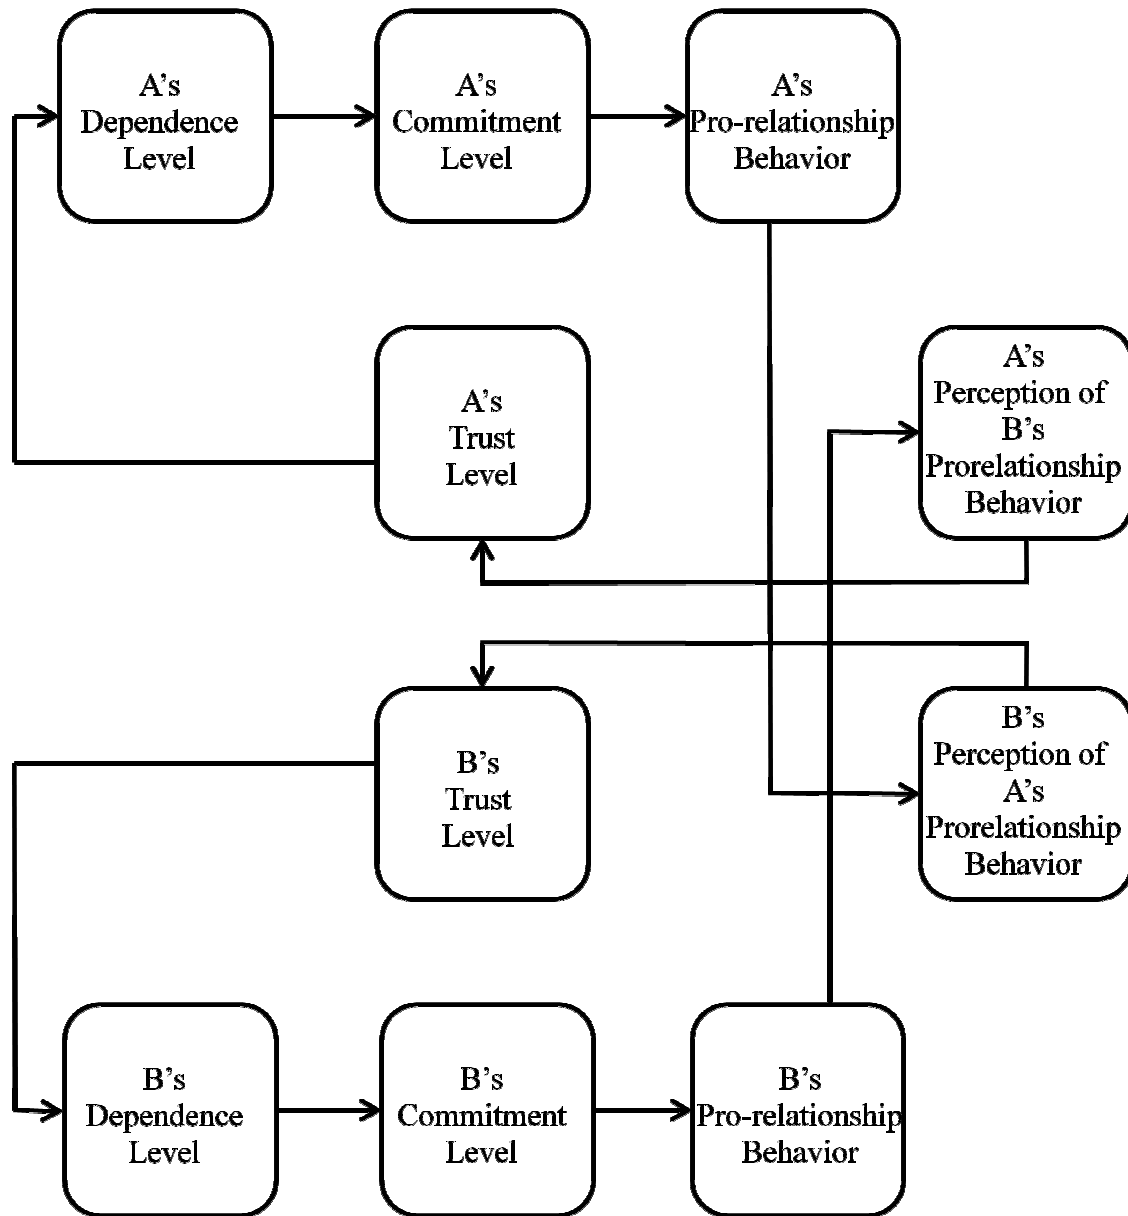 A's
Dependence
Level
A's
Commitment
Level
A's
Pro-relationship
Behavior
A's
Trust
Level
A's
Perception of
B's
Prorelationship
Behavior
B's
Trust
Level
B's
Perception of
A's
Prorelationship
Behavior
B's
Dependence
Level
B's
Commitment
Level
B's
Pro-relationship
Behavior